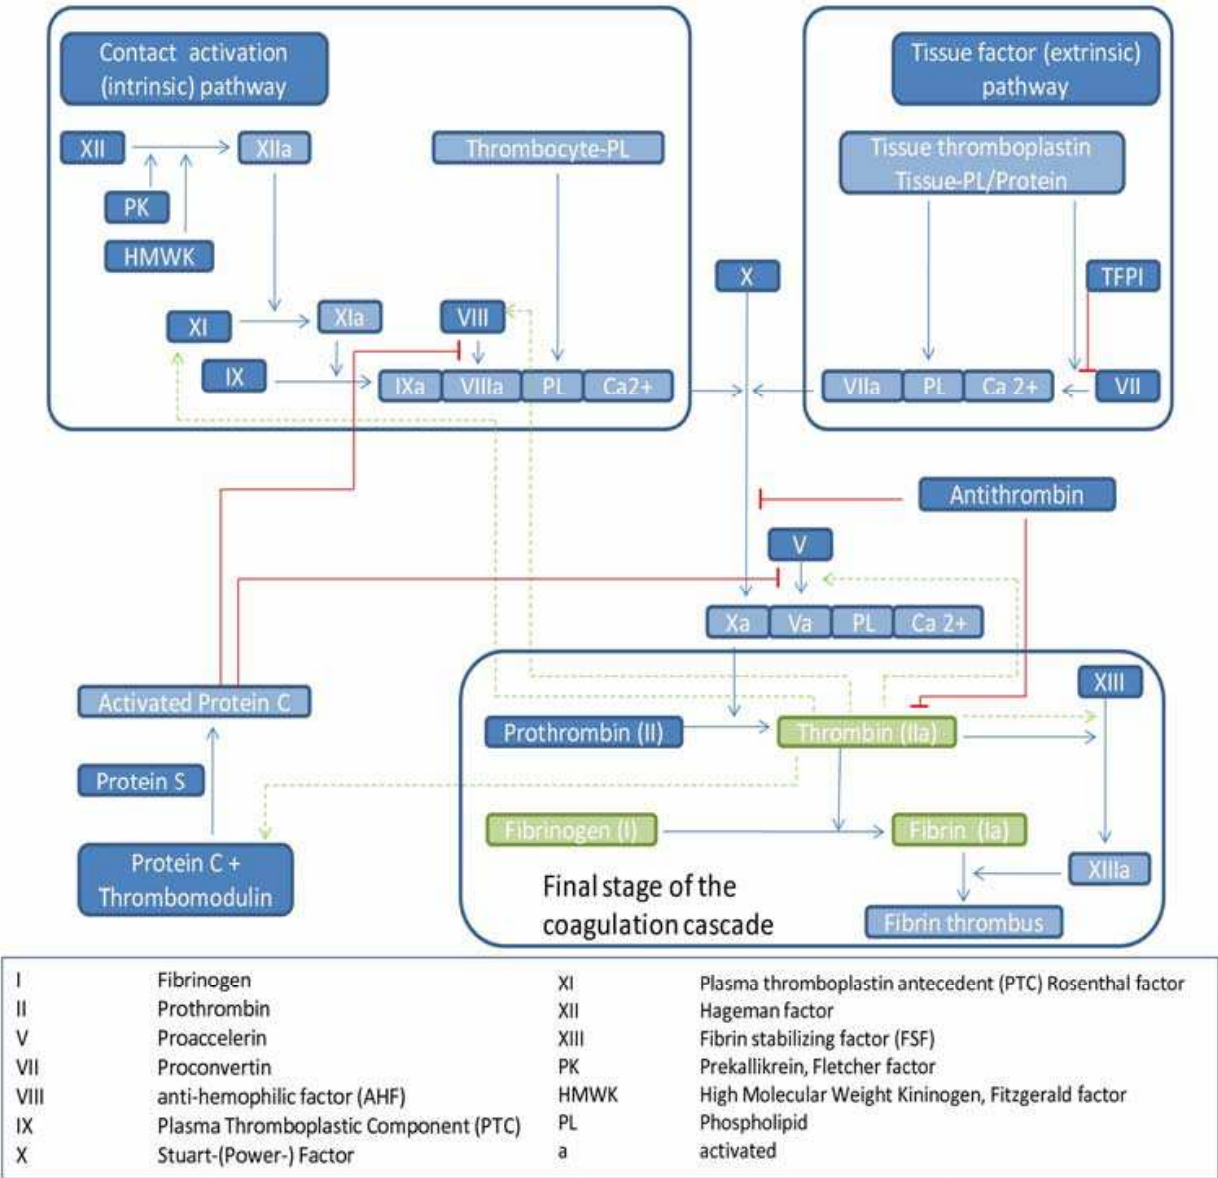 Contact activation
(intrinsic) pathway
Tissue factor (extrinsic)
pathway
XII
XIIa
Thrombocyte-PL
Tissue thromboplastin
Tissue-PL/Protein
PK
HMWK
X
TFPI
XI
XIa
VIII
IX
IXa VIIIa PL Ca2+
VIIa PL Ca 2+
VII
Antithrombin
V
Xa Va PL Ca 2+
Activated Protein C
XIII
Prothrombin (II)
Thrombin (IIa)
Protein S
Fibrinogen (I)
Fibrin (Ia)
Protein C +
Thrombomodulin
XIIIa
Final stage of the
coagulation cascade
Fibrin thrombus
I Fibrinogen
II Prothrombin
V Proaccelerin
VII Proconvertin
VIII anti-hemophilic factor (AHF)
IX Plasma Thromboplastic Component (PTC)
X Stuart-(Power-) Factor
XI Plasma thromboplastin antecedent (PTC) Rosenthal factor
XII Hageman factor
XIII Fibrin stabilizing factor (FSF)
PK Prekallikrein, Fletcher factor
HMWK High Molecular Weight Kininogen, Fitzgerald factor
PL Phospholipid
a activated